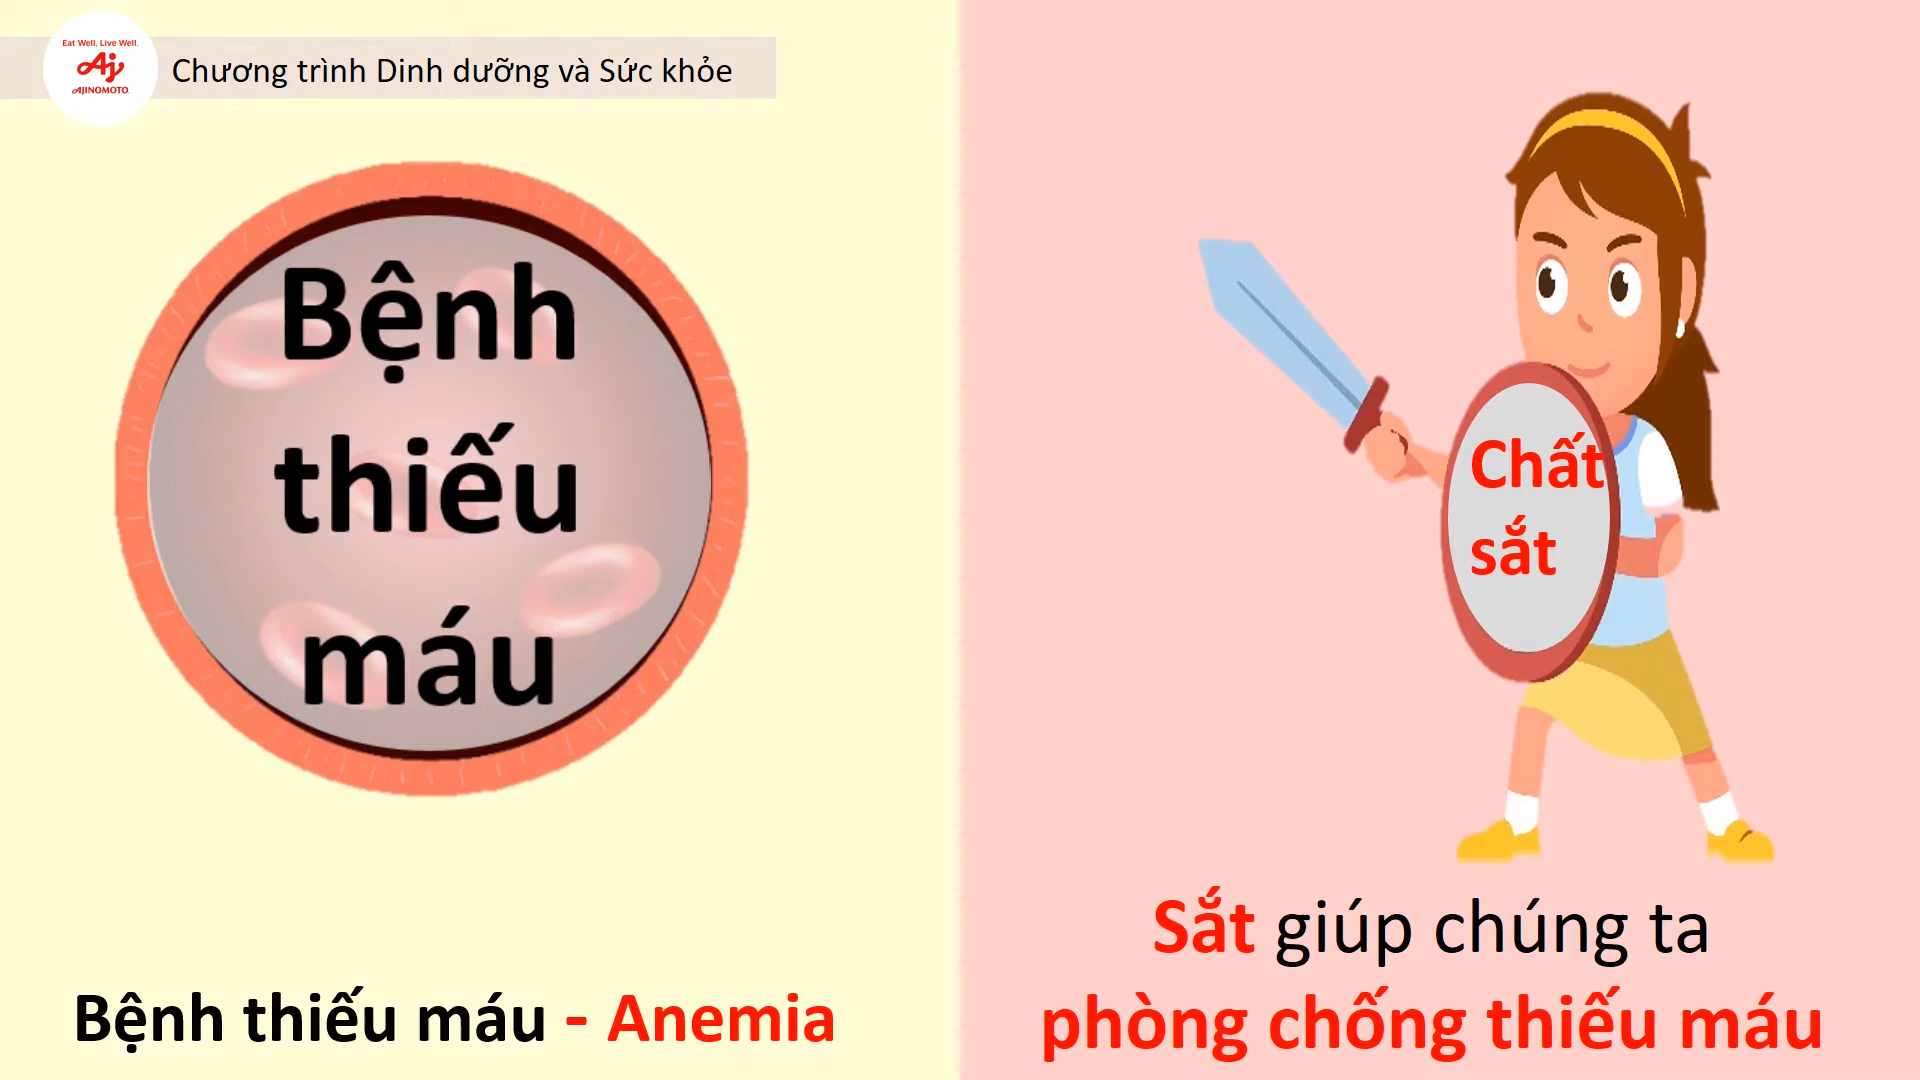 Eat Well, Live Well.
AJINOMOTO
Chương trình Dinh dưỡng và Sức khỏe
Bệnh
thiếu
máu
Chất
sắt
Bệnh thiếu máu - Anemia
Sắt giúp chúng ta
phòng chống thiếu máu